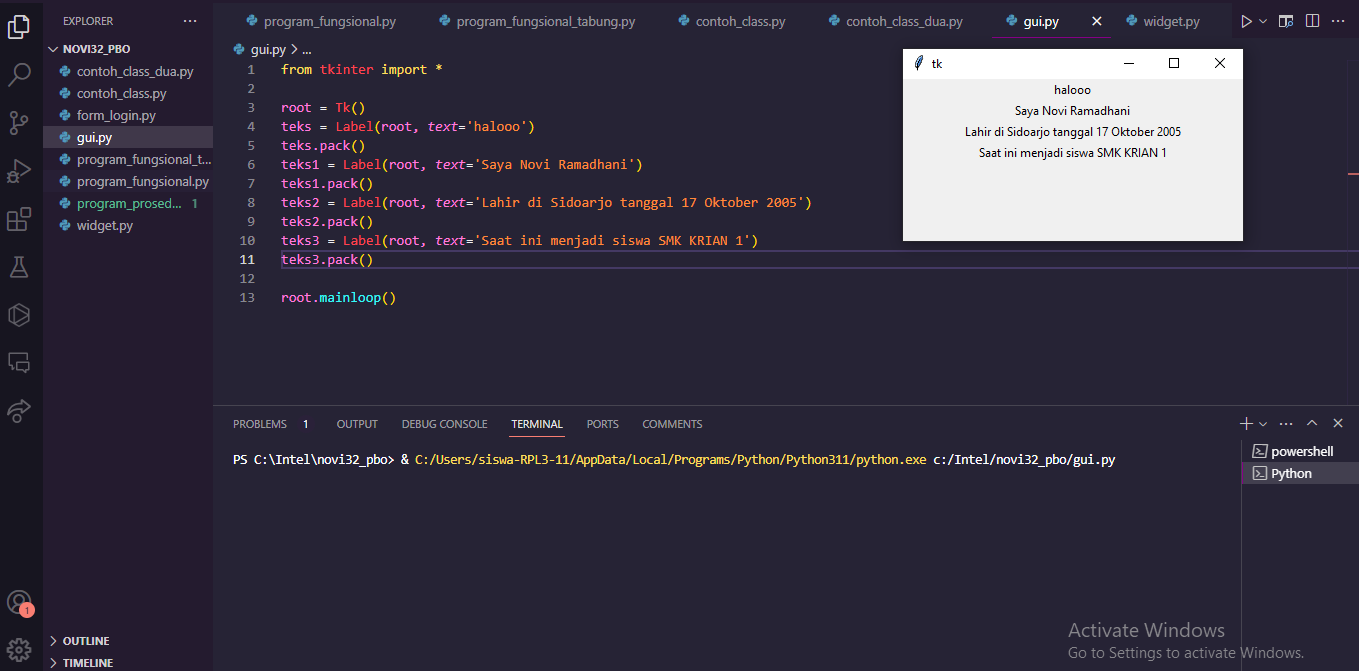 EXPLORER ...
NOVI32_PBO
contoh_class_dua.py
contoh_class.py
form_login.py
gui.py
program_fungsional_t...
program_fungsional.py
program_prosed... 1
widget.py
OUTLINE
TIMELINE
1
program_fungsional.py program_fungsional_tabung.py contoh_class.py contoh_class_dua.py gui.py widget.py
gui.py > ...
1 from tkinter import *
2
3 root = Tk()
4 teks = Label(root, text='halooo')
5 teks.pack()
6 teks1 = Label(root, text='Saya Novi Ramadhani')
7 teks1.pack()
8 teks2 = Label(root, text='Lahir di Sidoarjo tanggal 17 Oktober 2005')
9 teks2.pack()
10 teks3 = Label(root, text='Saat ini menjadi siswa SMK KRIAN 1')
11 teks3.pack()
12
13 root.mainloop()
tk
halooo
Saya Novi Ramadhani
Lahir di Sidoarjo tanggal 17 Oktober 2005
Saat ini menjadi siswa SMK KRIAN 1
PROBLEMS 1 OUTPUT DEBUG CONSOLE TERMINAL PORTS COMMENTS
PS C:\Intel\novi32_pbo> & C:/Users/siswa-RPL3-11/AppData/Local/Programs/Python/Python311/python.exe c:/Intel/novi32_pbo/gui.py
powershell
Python
Activate Windows
Go to Settings to activate Windows.